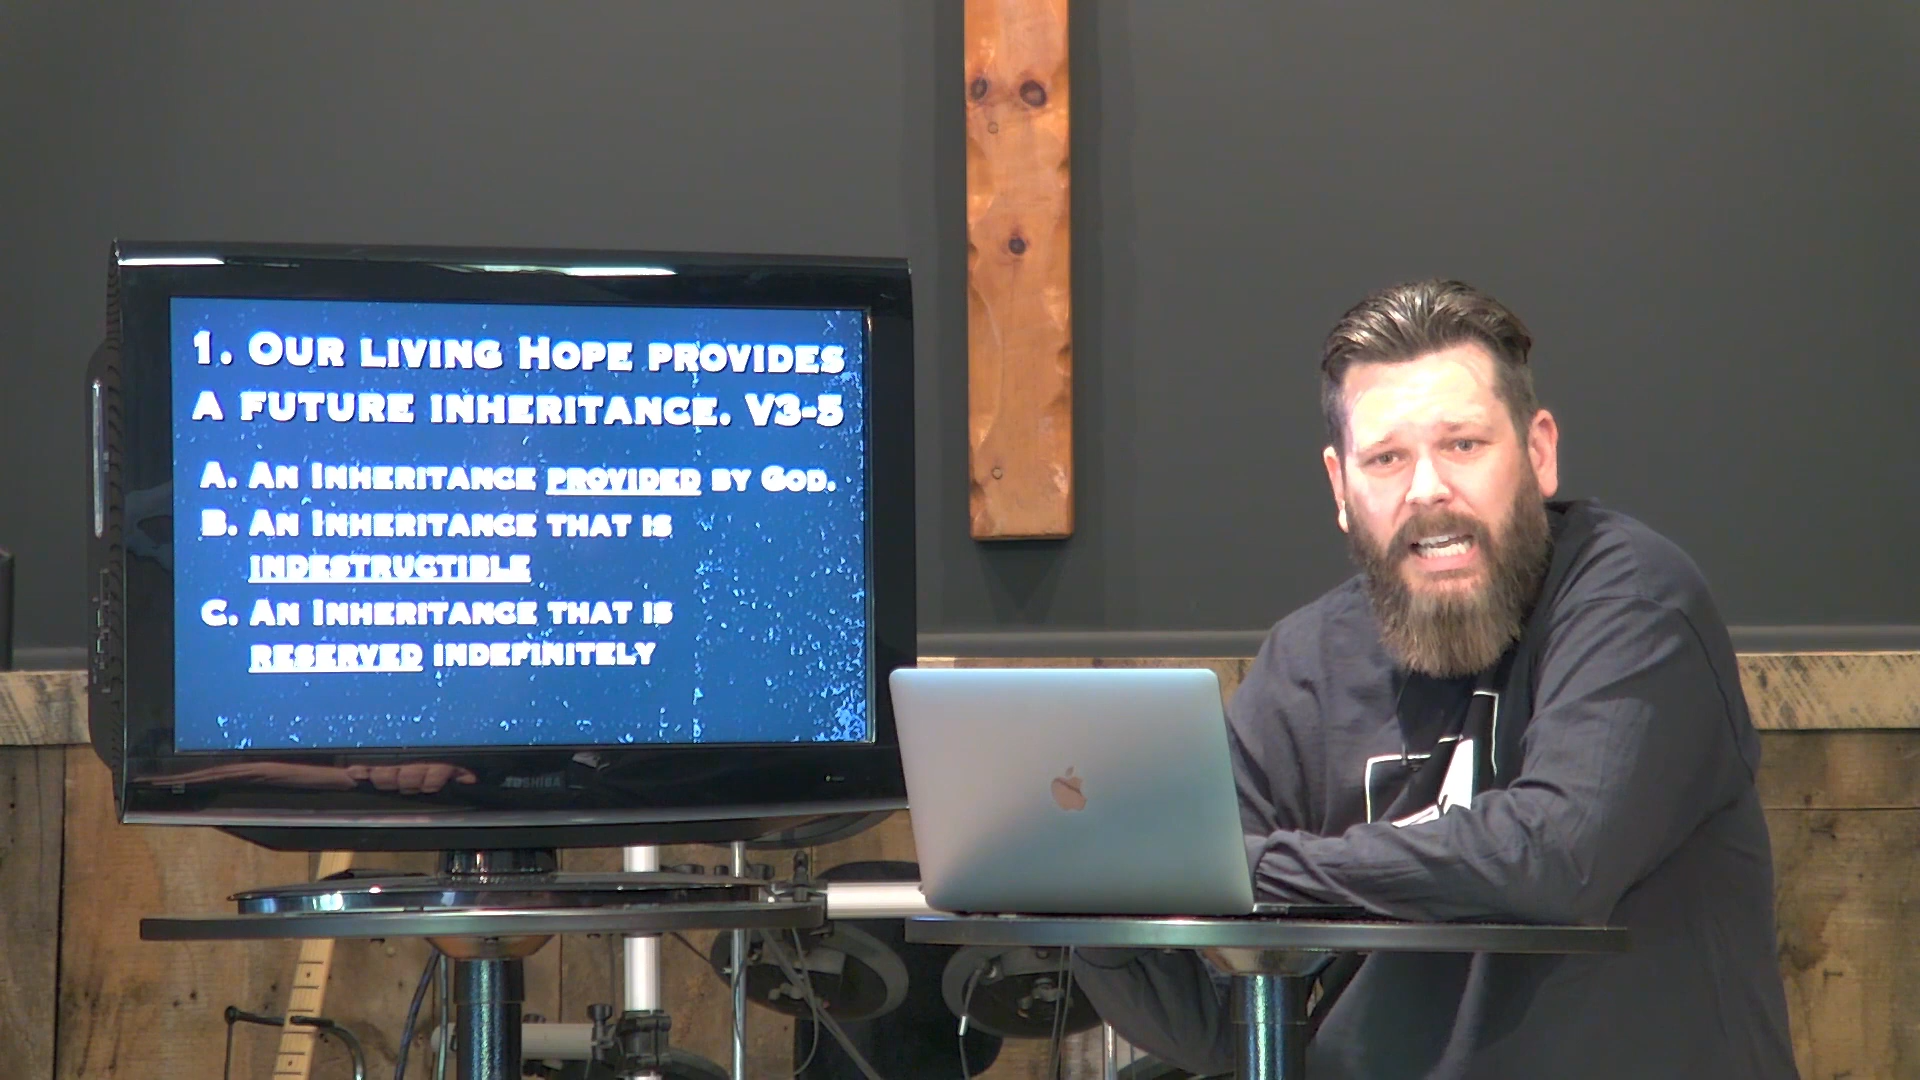 1. Our living Hope provides
a future inheritance. V3-5
A. An Inheritance provided by God.
B. An Inheritance that is
indestructible
C. An Inheritance that is
reserved indefinitely
TOSHIBA